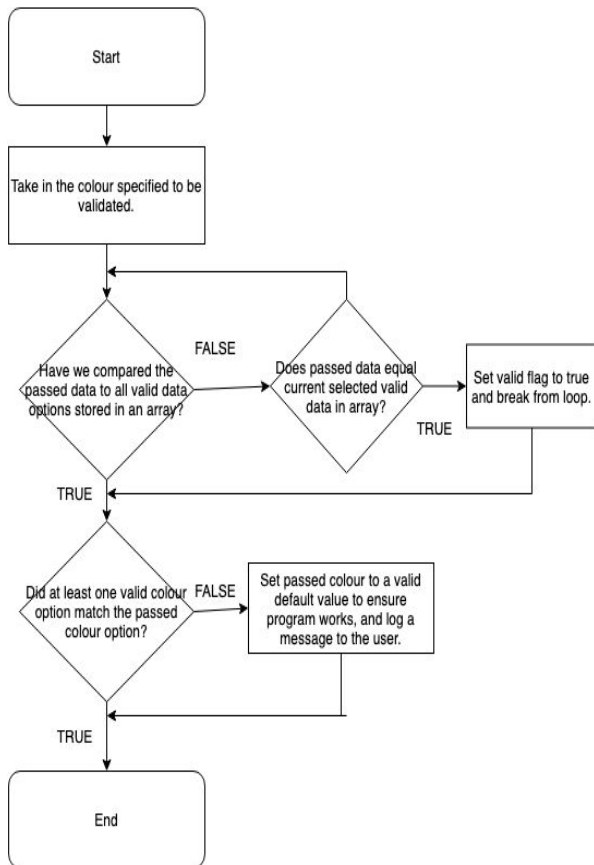 Start
Take in the colour specified to be
validated.
FALSE
Have we compared the
passed data to all valid data
options stored in an array?
Does passed data equal
current selected valid
data in array?
Set valid flag to true
and break from loop.
TRUE
TRUE
Did at least one valid colour
option match the passed
colour option?
FALSE
Set passed colour to a valid
default value to ensure
program works, and log a
message to the user.
TRUE
End